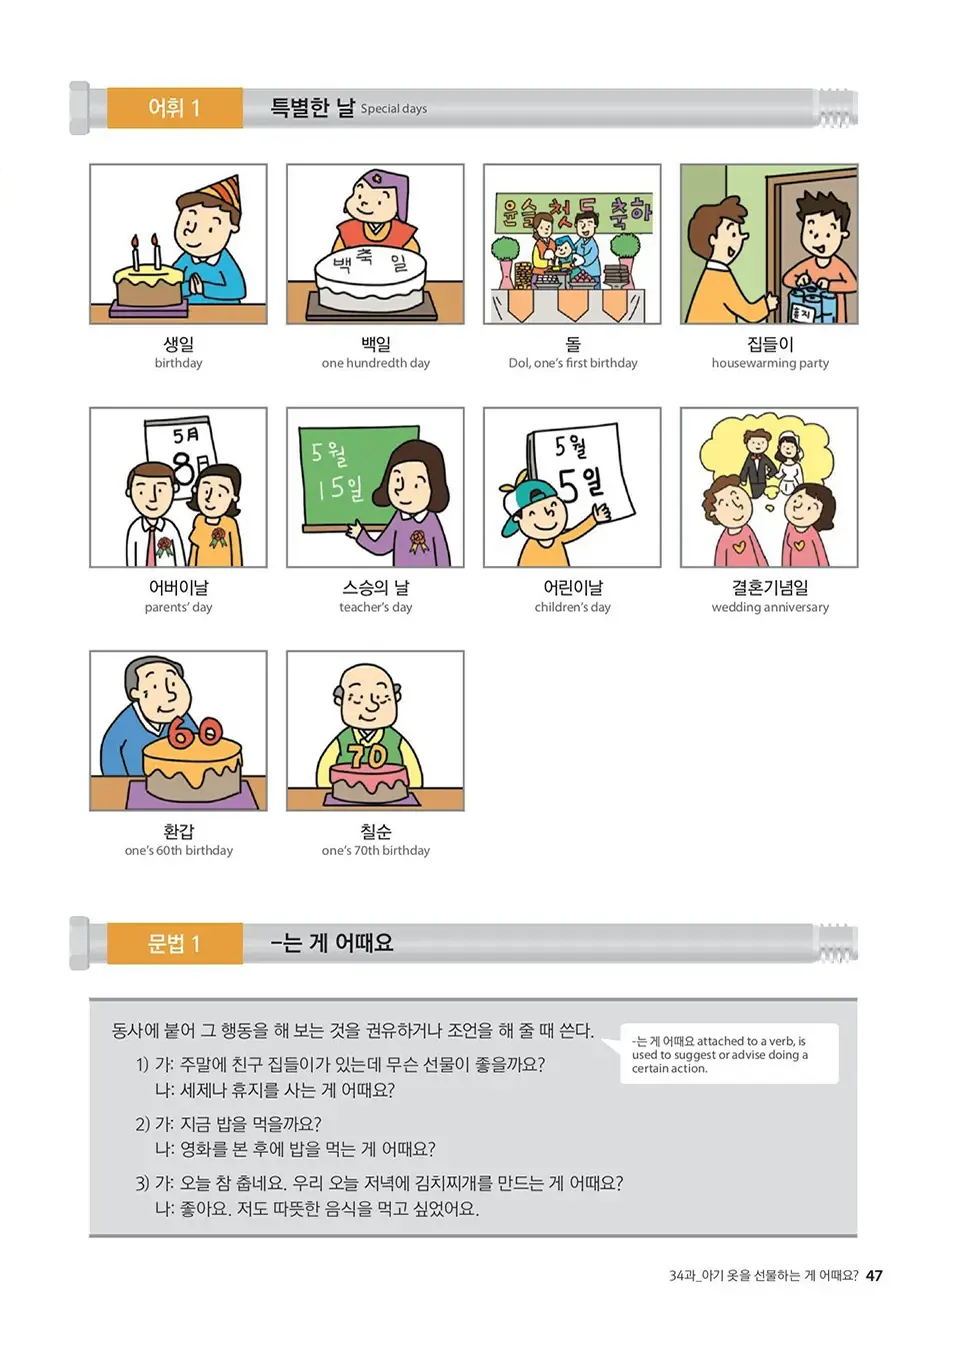 어휘 1
특별한 날 Special days
백 축 일
윤슬 첫 돌 축하
휴지
생일
birthday
백일
one hundredth day
돌
Dol, one's first birthday
집들이
housewarming party
5月
8日
5월
15일
5월
5일
어버이날
parents' day
스승의 날
teacher's day
어린이날
children's day
결혼기념일
wedding anniversary
60
70
환갑
one's 60th birthday
칠순
one's 70th birthday
문법 1
-는 게 어때요
동사에 붙어 그 행동을 해 보는 것을 권유하거나 조언을 해 줄 때 쓴다.
-는 게 어때요 attached to a verb, is
used to suggest or advise doing a
certain action.
1) 가: 주말에 친구 집들이가 있는데 무슨 선물이 좋을까요?
나: 세제나 휴지를 사는 게 어때요?
2) 가: 지금 밥을 먹을까요?
나: 영화를 본 후에 밥을 먹는 게 어때요?
3) 가: 오늘 참 춥네요. 우리 오늘 저녁에 김치찌개를 만드는 게 어때요?
나: 좋아요. 저도 따뜻한 음식을 먹고 싶었어요.
34과_아기 옷을 선물하는 게 어때요? 47